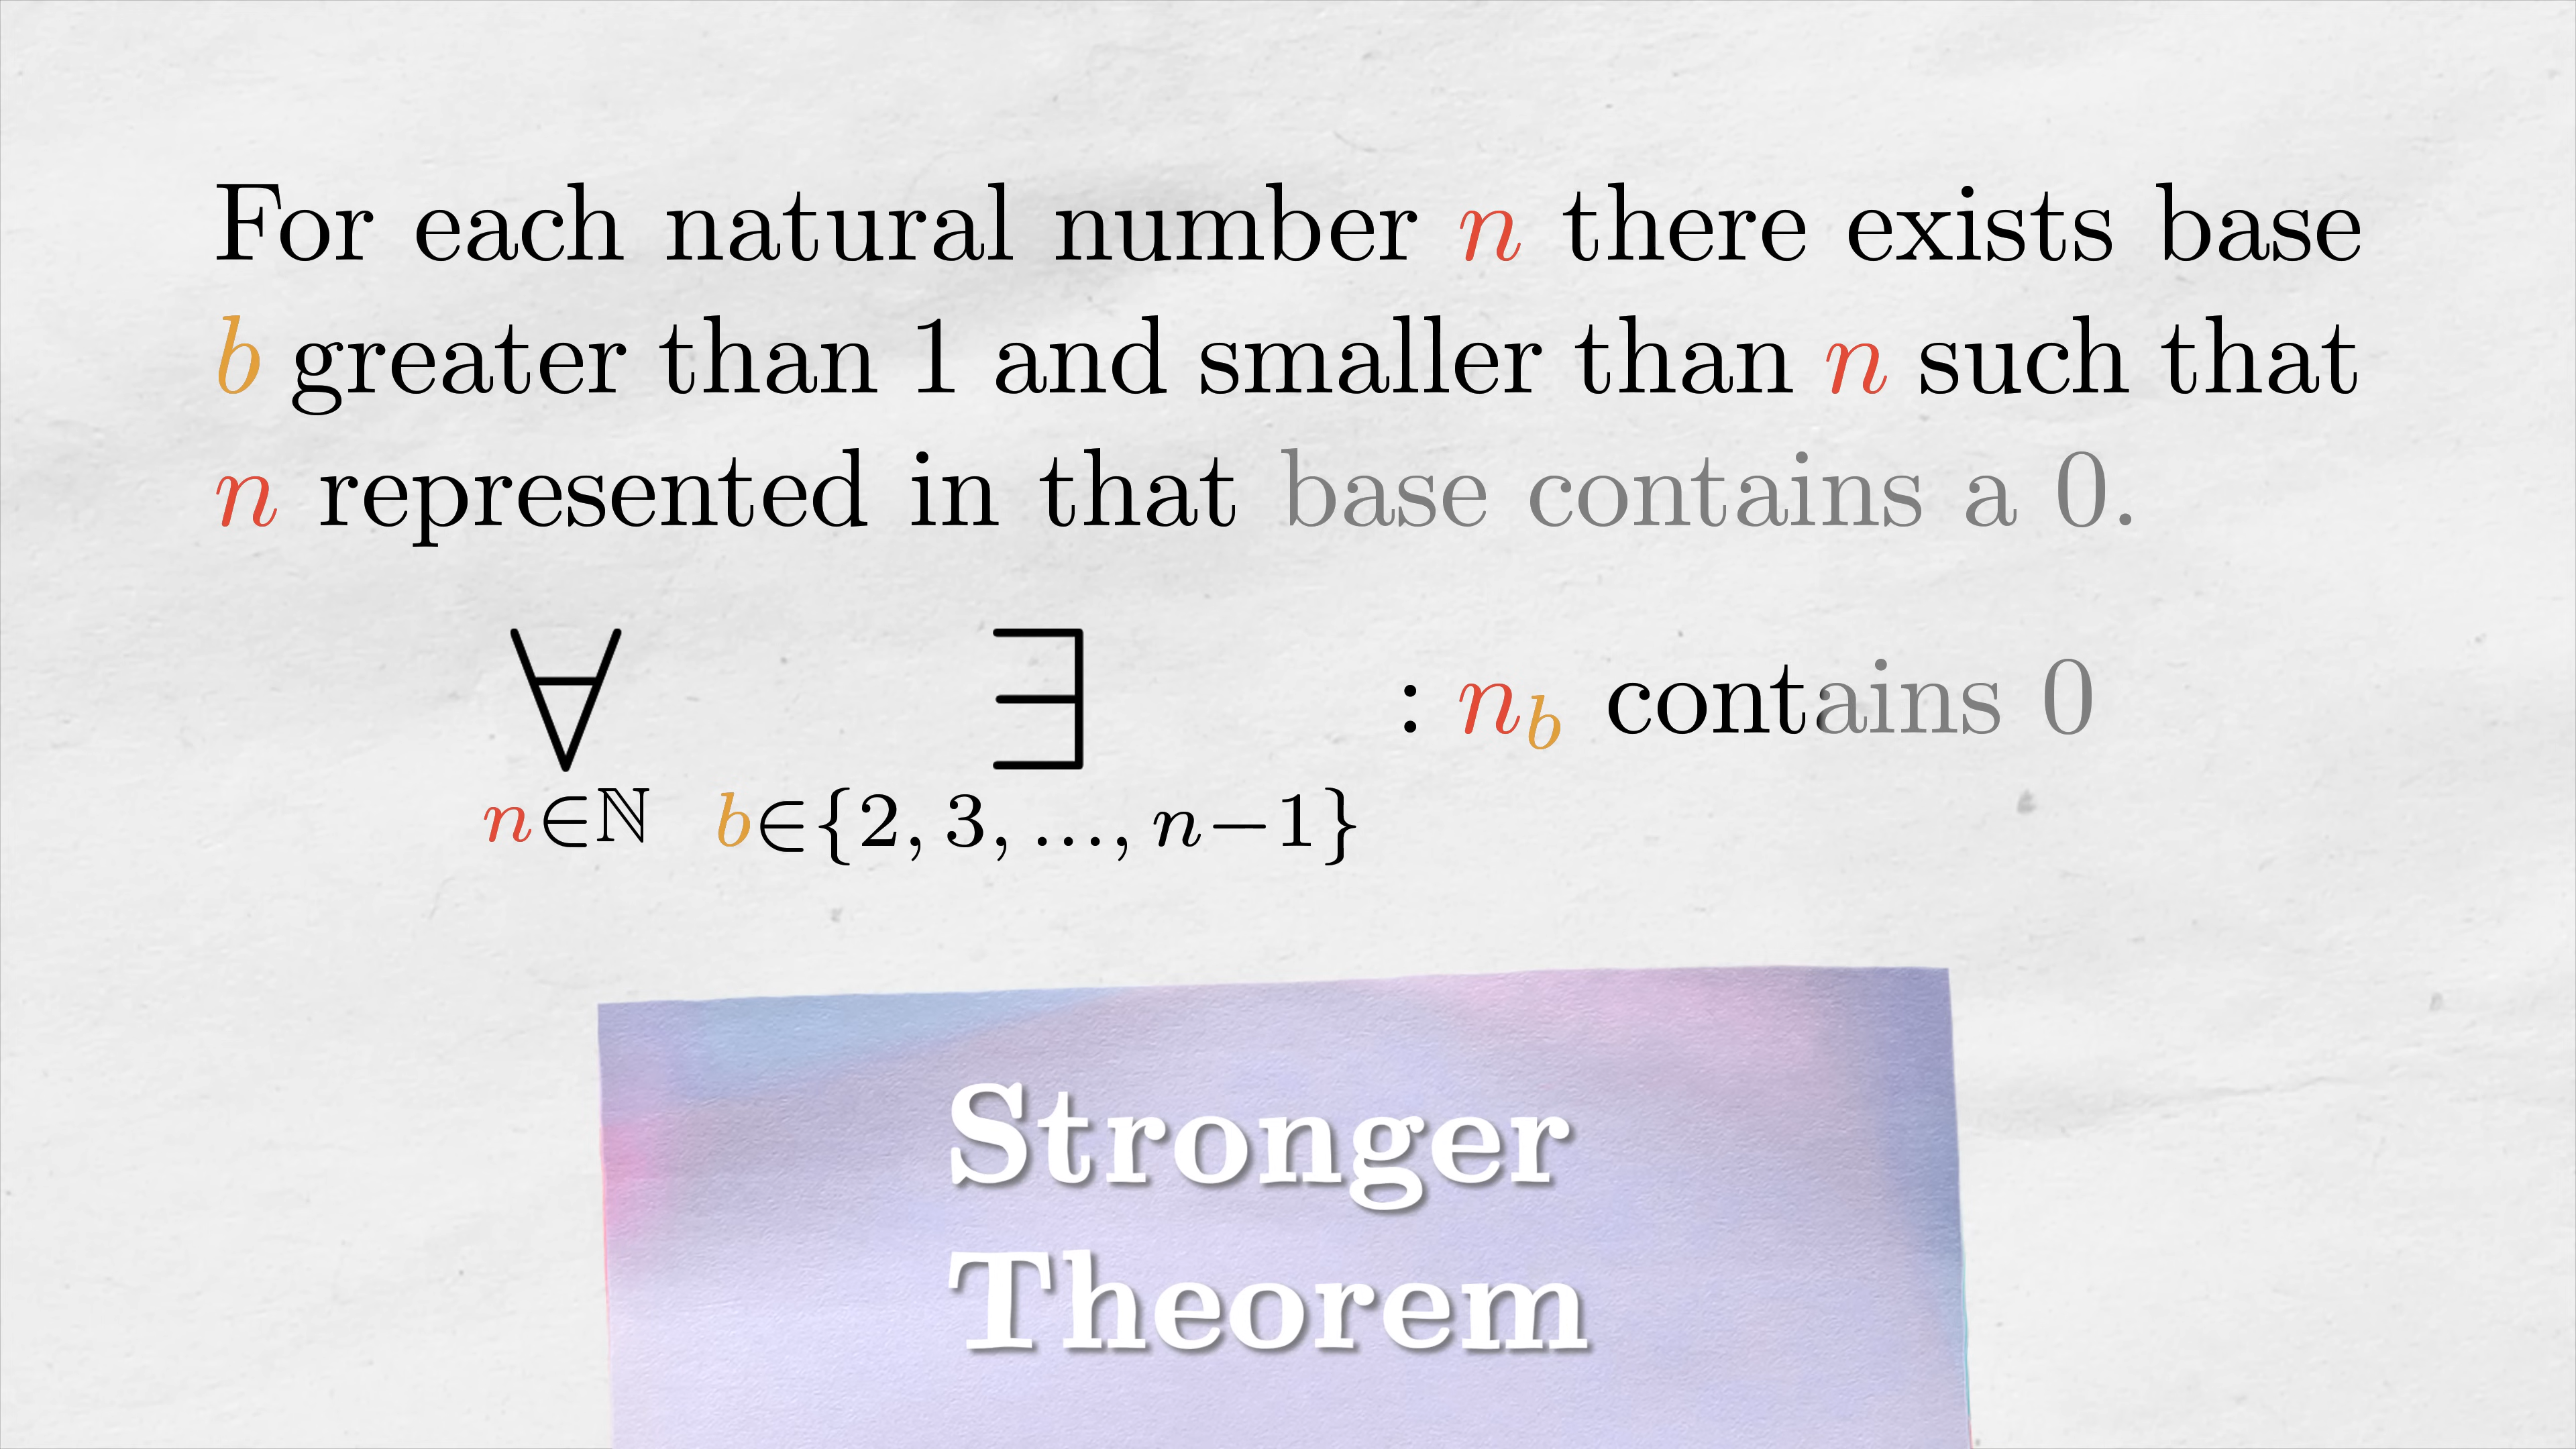 For each natural number n there exists base
b greater than 1 and smaller than n such that
n represented in that base contains a 0.
∀ ∃ : n_b contains 0
n∈ℕ b∈{2, 3, ..., n−1}
Stronger
Theorem